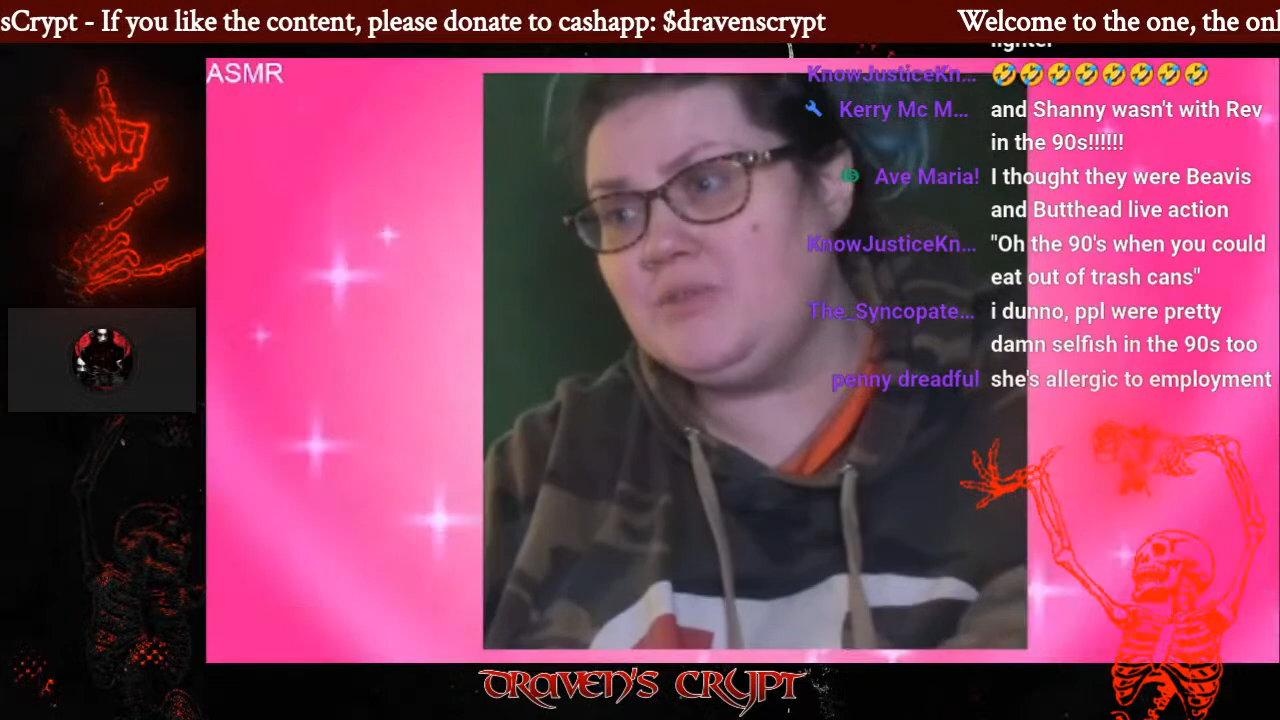 sCrypt - If you like the content, please donate to cashapp: $dravenscrypt Welcome to the one, the onl
ASMR
lighter
KnowJusticeKn… 🤣🤣🤣🤣🤣🤣🤣🤣
Kerry Mc M… and Shanny wasn't with Rev
in the 90s!!!!!!
Ave Maria! I thought they were Beavis
and Butthead live action
KnowJusticeKn… "Oh the 90's when you could
eat out of trash cans"
The_Syncopate… i dunno, ppl were pretty
damn selfish in the 90s too
penny dreadful she's allergic to employment
DRAVEN'S CRYPT